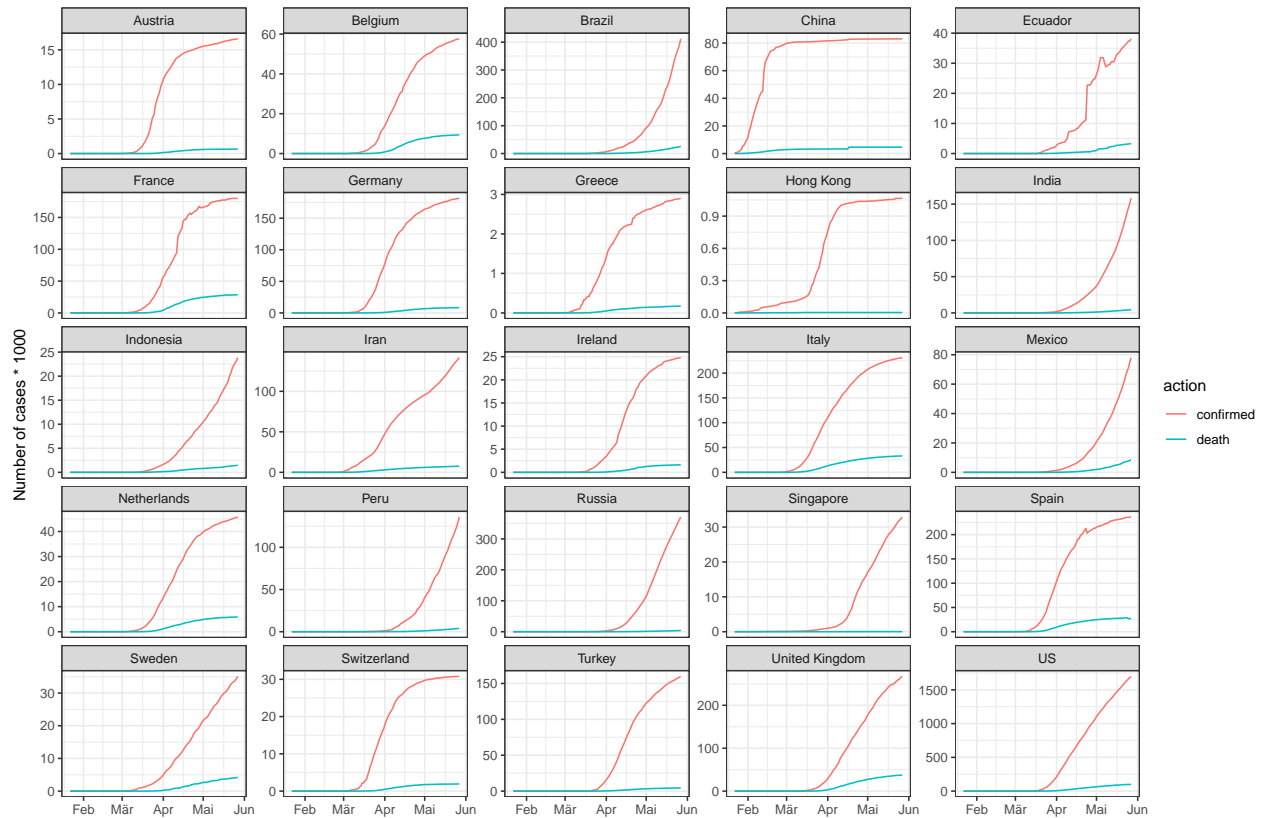 Austria Belgium Brazil China Ecuador
15 10 5 0
60 40 20 0
400 300 200 100 0
80 60 40 20 0
40 30 20 10 0
France Germany Greece Hong Kong India
150 100 50 0
150 100 50 0
3 2 1 0
0.9 0.6 0.3 0.0
150 100 50 0
Indonesia Iran Ireland Italy Mexico
25 20 15 10 5 0
100 50 0
25 20 15 10 5 0
200 150 100 50 0
80 60 40 20 0
Netherlands Peru Russia Singapore Spain
40 30 20 10 0
100 50 0
300 200 100 0
30 20 10 0
200 150 100 50 0
Sweden Switzerland Turkey United Kingdom US
30 20 10 0
30 20 10 0
150 100 50 0
200 100 0
1500 1000 500 0
Feb Mär Apr Mai Jun Feb Mär Apr Mai Jun Feb Mär Apr Mai Jun Feb Mär Apr Mai Jun Feb Mär Apr Mai Jun
Number of cases * 1000
action
confirmed
death